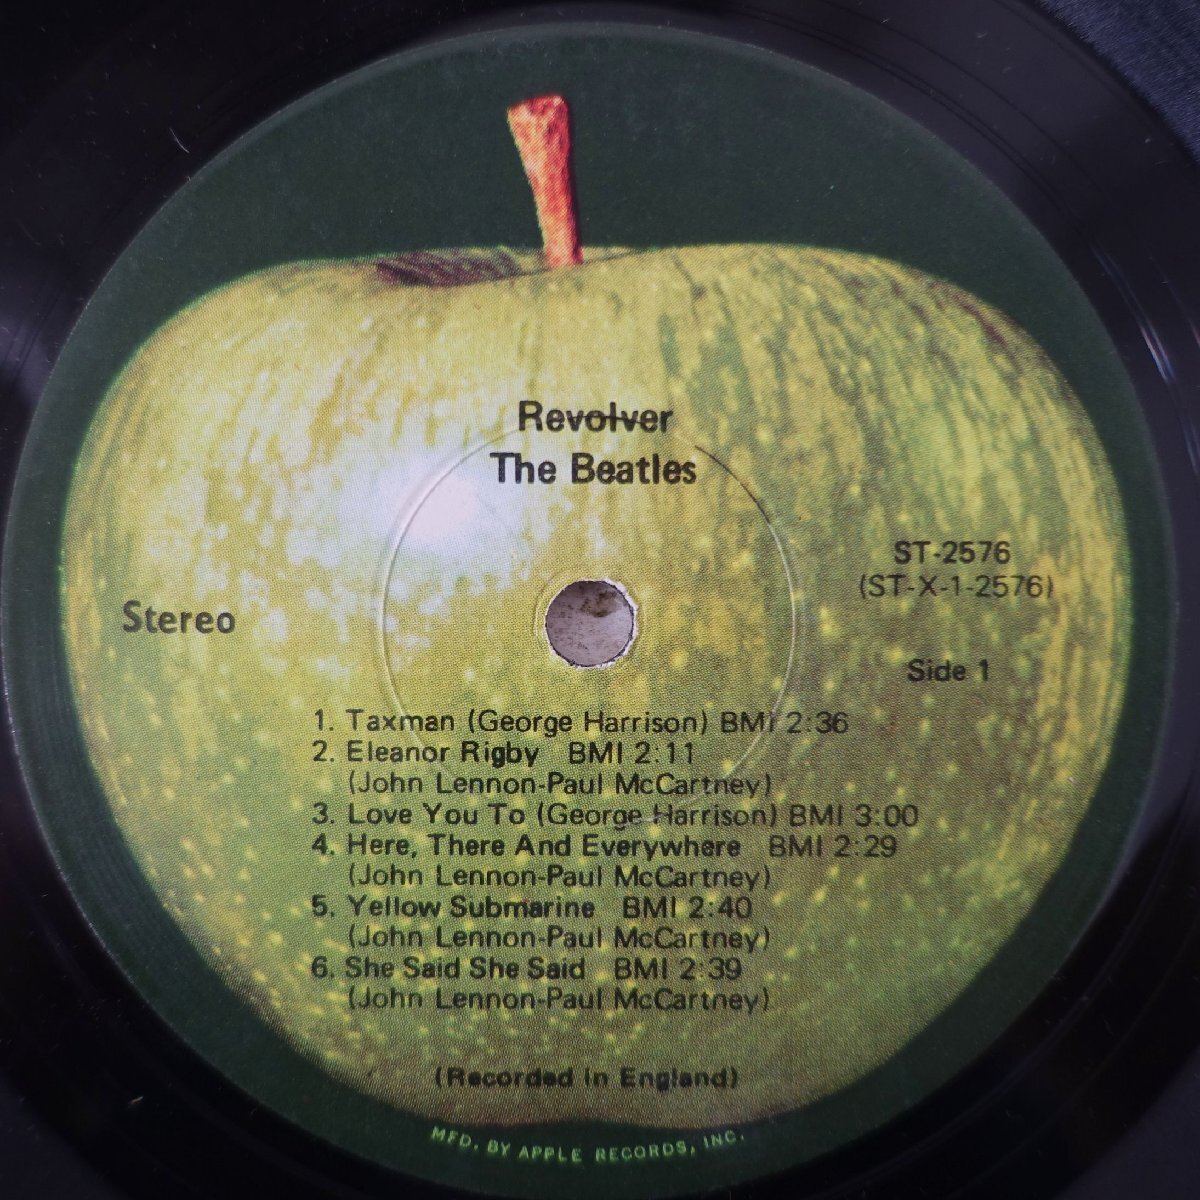 Revolver
The Beatles
ST-2576
(ST-X-1-2576)
Stereo
Side 1
1. Taxman (George Harrison) BMI 2:36
2. Eleanor Rigby BMI 2:11
(John Lennon-Paul McCartney)
3. Love You To (George Harrison) BMI 3:00
4. Here, There And Everywhere BMI 2:29
(John Lennon-Paul McCartney)
5. Yellow Submarine BMI 2:40
(John Lennon-Paul McCartney)
6. She Said She Said BMI 2:39
(John Lennon-Paul McCartney)
(Recorded In England)
MFD. BY APPLE RECORDS, INC.